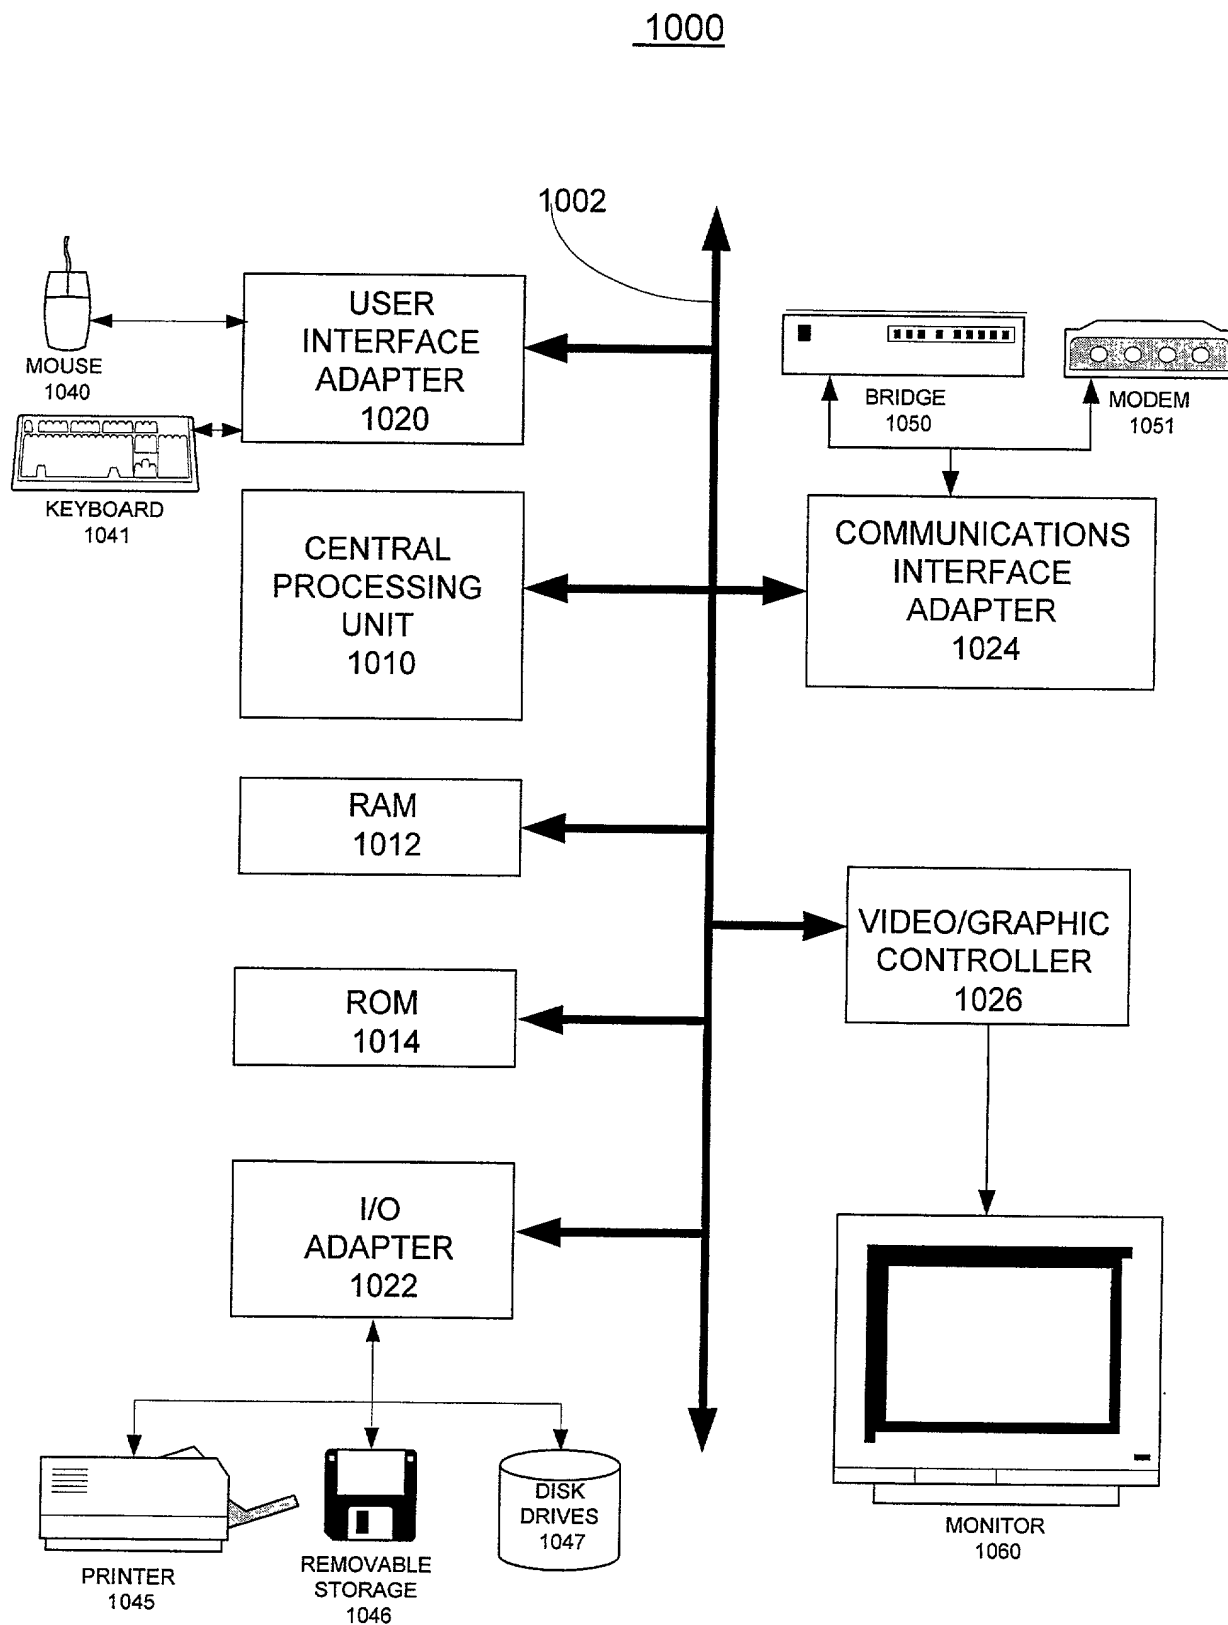 1000
1002
USER
INTERFACE
ADAPTER
1020
MOUSE
1040
KEYBOARD
1041
BRIDGE
1050
MODEM
1051
CENTRAL
PROCESSING
UNIT
1010
COMMUNICATIONS
INTERFACE
ADAPTER
1024
RAM
1012
VIDEO/GRAPHIC
CONTROLLER
1026
ROM
1014
I/O
ADAPTER
1022
PRINTER
1045
REMOVABLE
STORAGE
1046
DISK
DRIVES
1047
MONITOR
1060